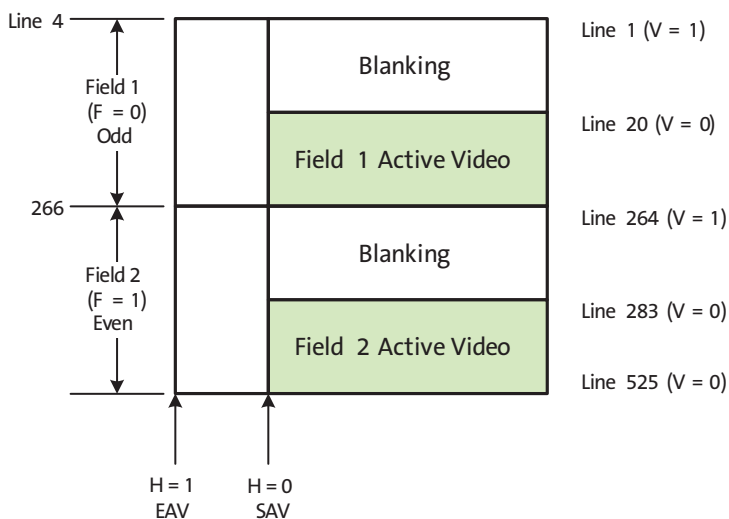 Line 4
Line 1 (V = 1)
Blanking
Field 1
(F = 0)
Odd
Line 20 (V = 0)
Field 1 Active Video
266
Line 264 (V = 1)
Blanking
Field 2
(F = 1)
Even
Line 283 (V = 0)
Field 2 Active Video
Line 525 (V = 0)
H = 1
EAV
H = 0
SAV